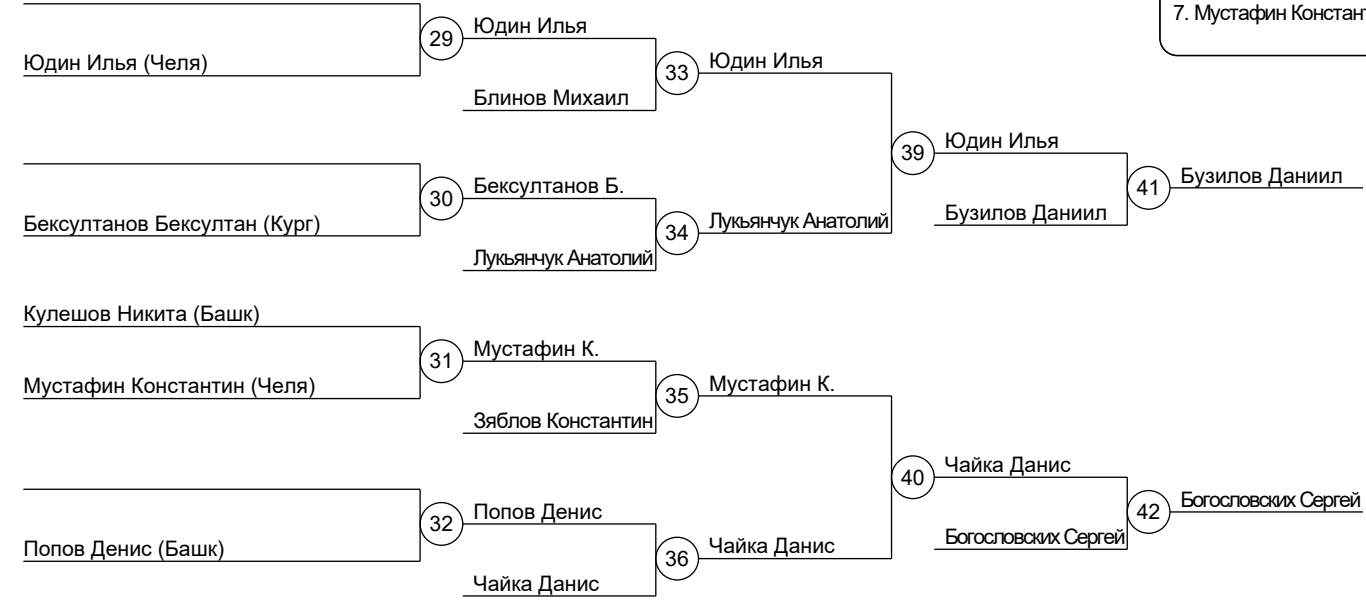 7. Мустафин Констан
29
Юдин Илья
Юдин Илья (Челя)
33
Юдин Илья
Блинов Михаил
39
Юдин Илья
30
Бексултанов Б.
Бексултанов Бексултан (Кург)
34
Лукьянчук Анатолий
Лукьянчук Анатолий
Бузилов Даниил
41
Бузилов Даниил
Кулешов Никита (Башк)
31
Мустафин К.
Мустафин Константин (Челя)
35
Мустафин К.
Зяблов Константин
40
Чайка Данис
32
Попов Денис
Попов Денис (Башк)
36
Чайка Данис
Чайка Данис
Богословских Сергей
42
Богословских Сергей